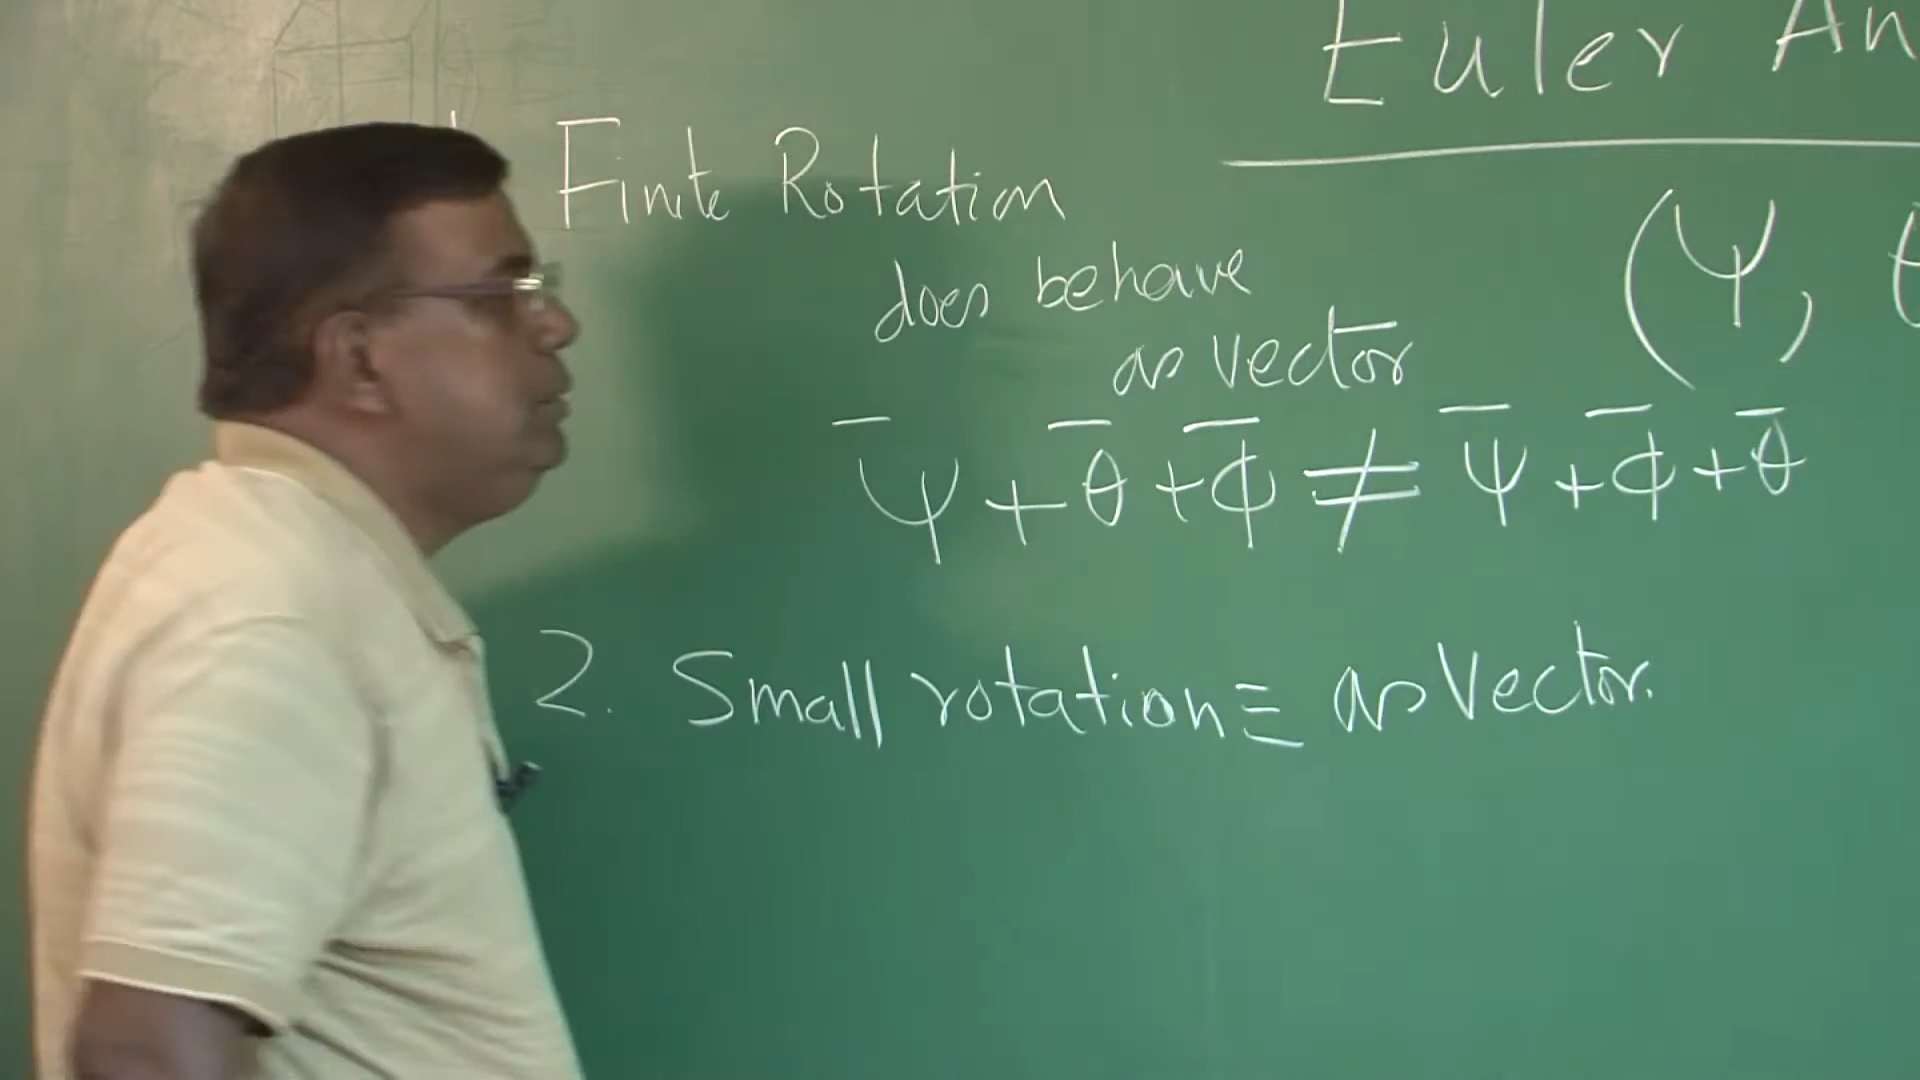 Euler An
Finite Rotation
(Ψ, θ
does behave
as vector
Ψ̄ + θ̄ + Φ̄ ≠ Ψ̄ + Φ̄ + θ̄
2. Small rotation ≡ as Vector.